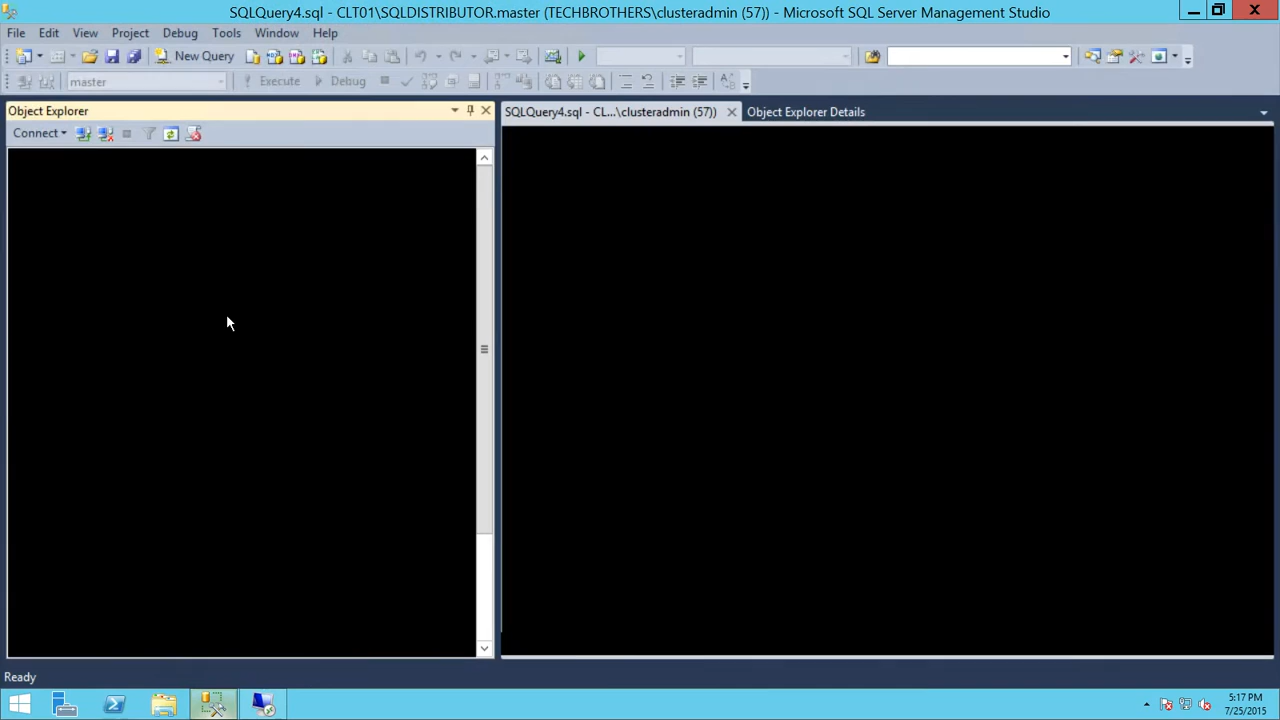 SQLQuery4.sql - CLT01\SQLDISTRIBUTOR.master (TECHBROTHERS\clusteradmin (57)) - Microsoft SQL Server Management Studio
File Edit View Project Debug Tools Window Help
New Query
master Execute Debug
Object Explorer
SQLQuery4.sql - CL...\clusteradmin (57))
Object Explorer Details
Connect
Ready
5:17 PM
7/25/2015